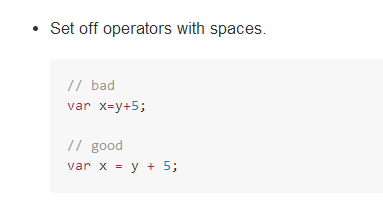 • Set off operators with spaces.
// bad
var x=y+5;
// good
var x = y + 5;